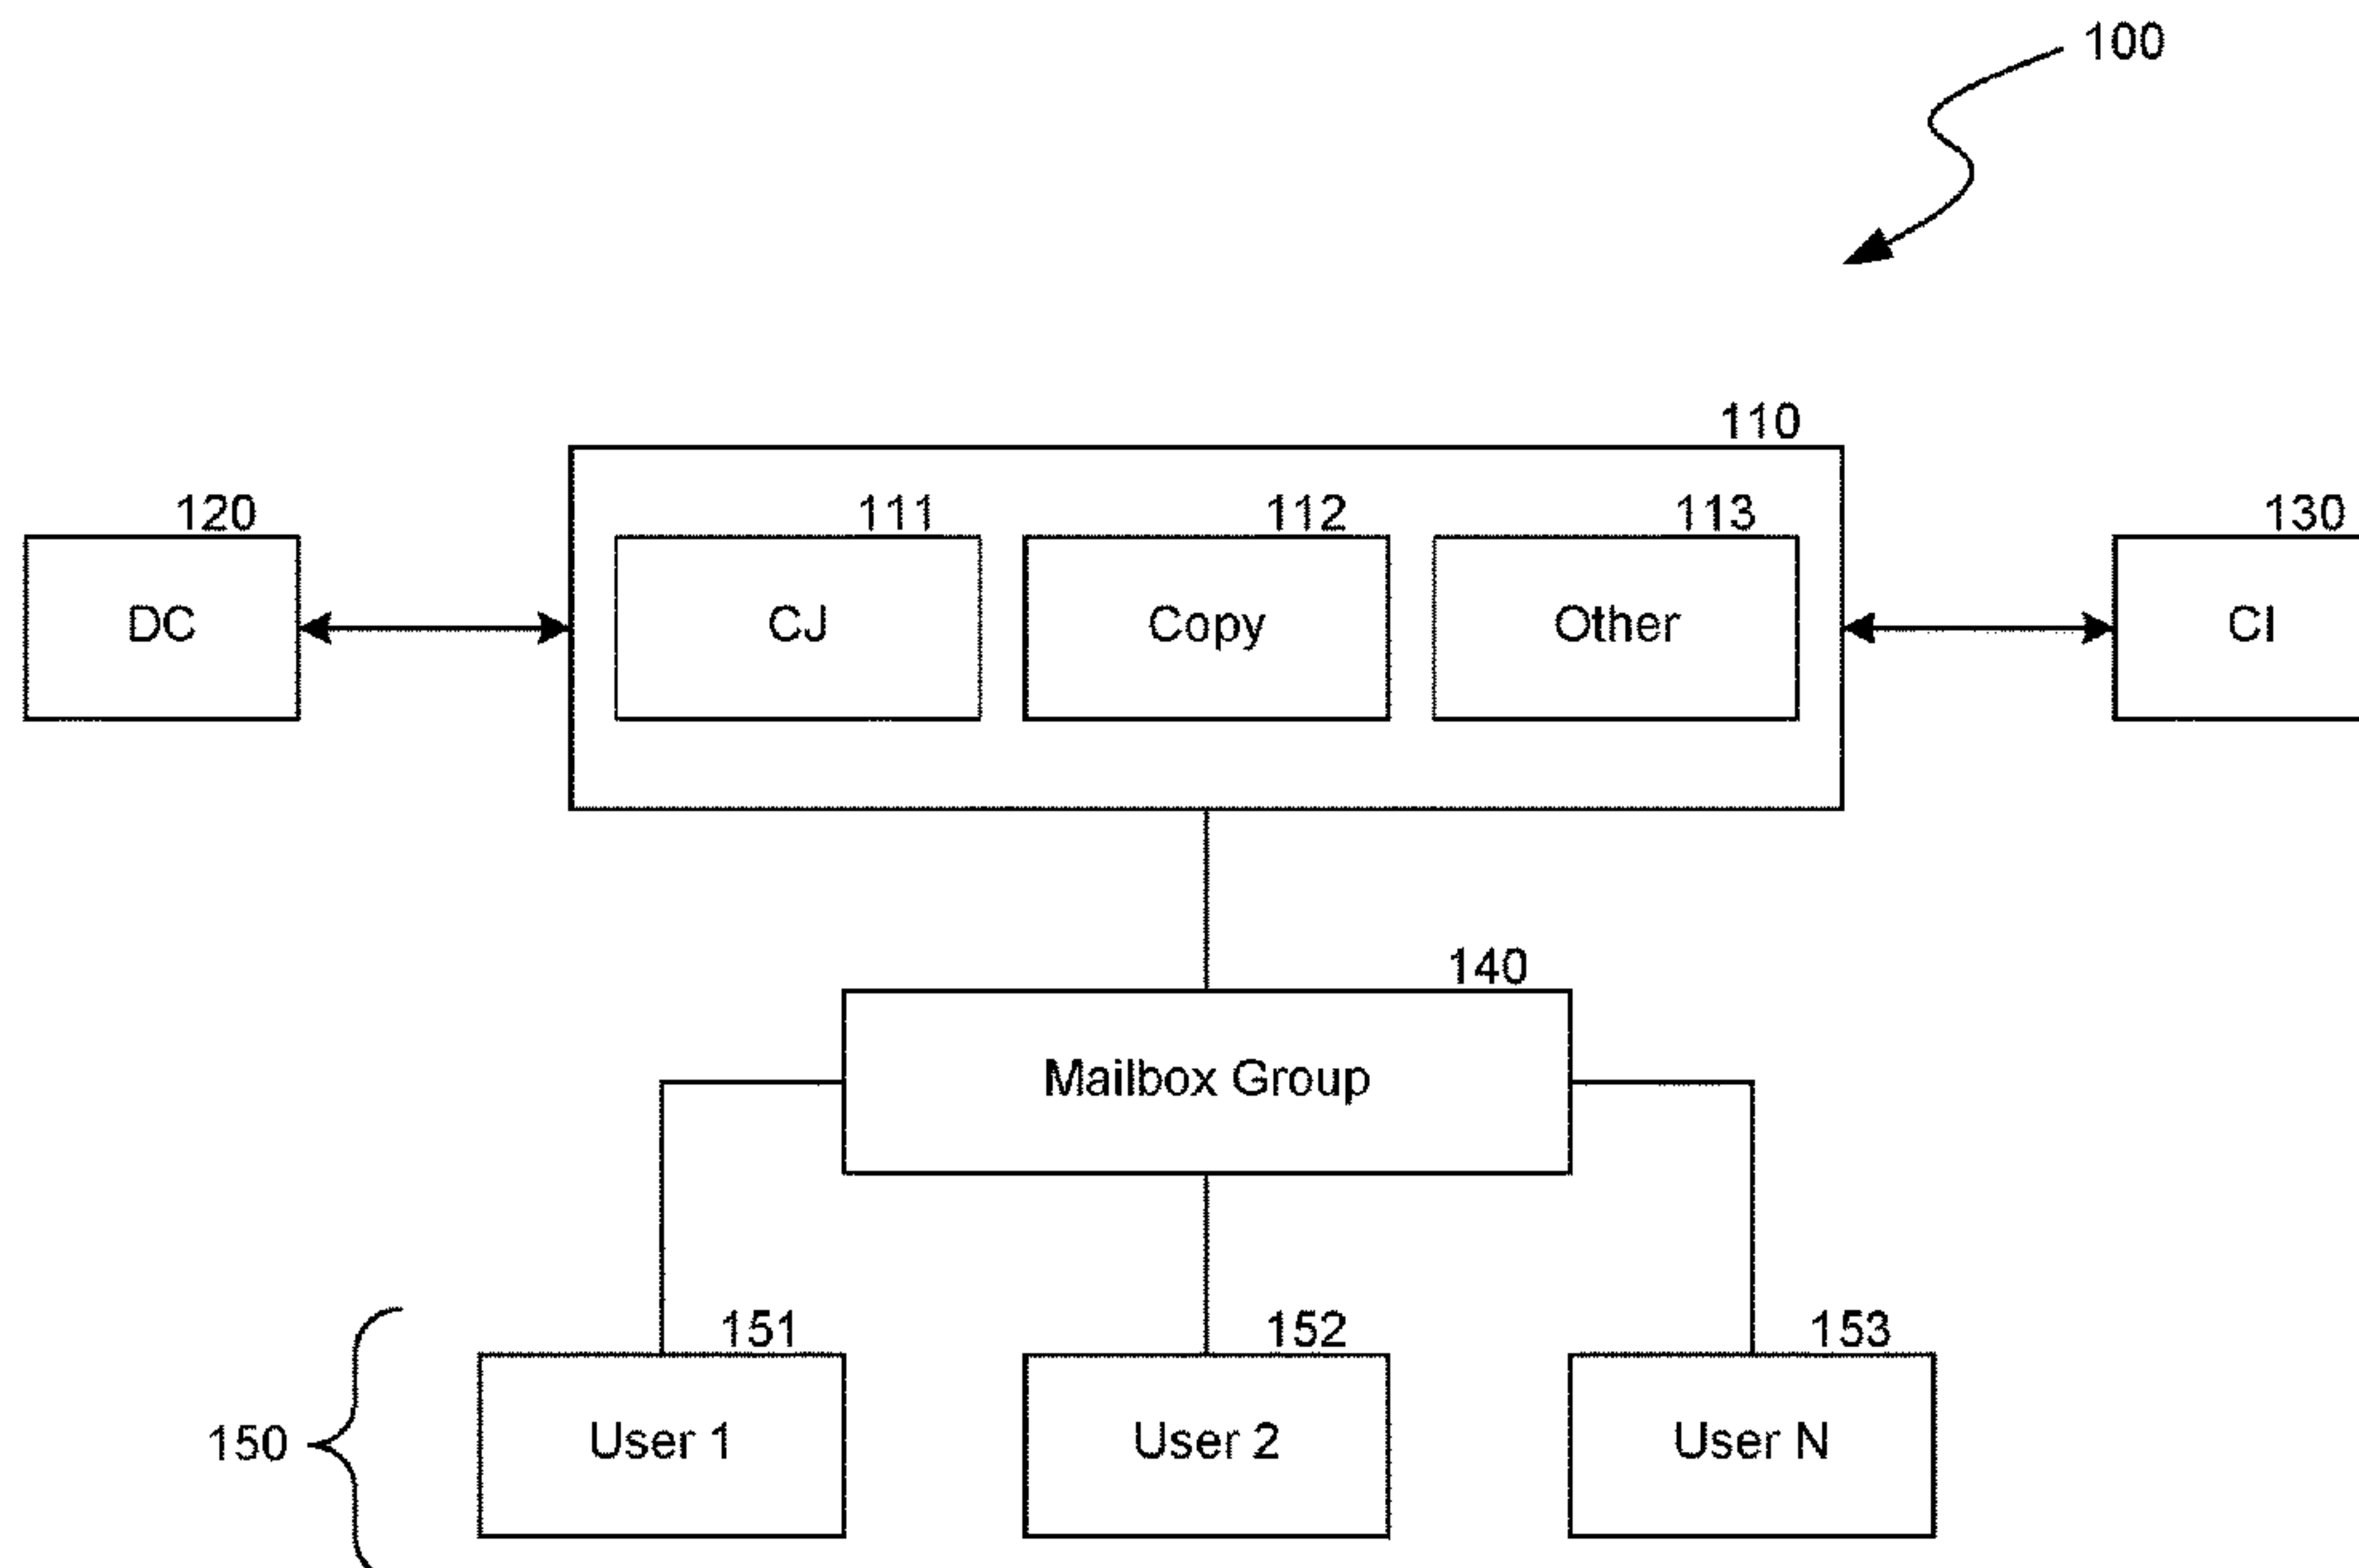 100
110
120
111
112
113
130
DC
CJ
Copy
Other
CI
140
Mailbox Group
151
152
153
150
User 1
User 2
User N